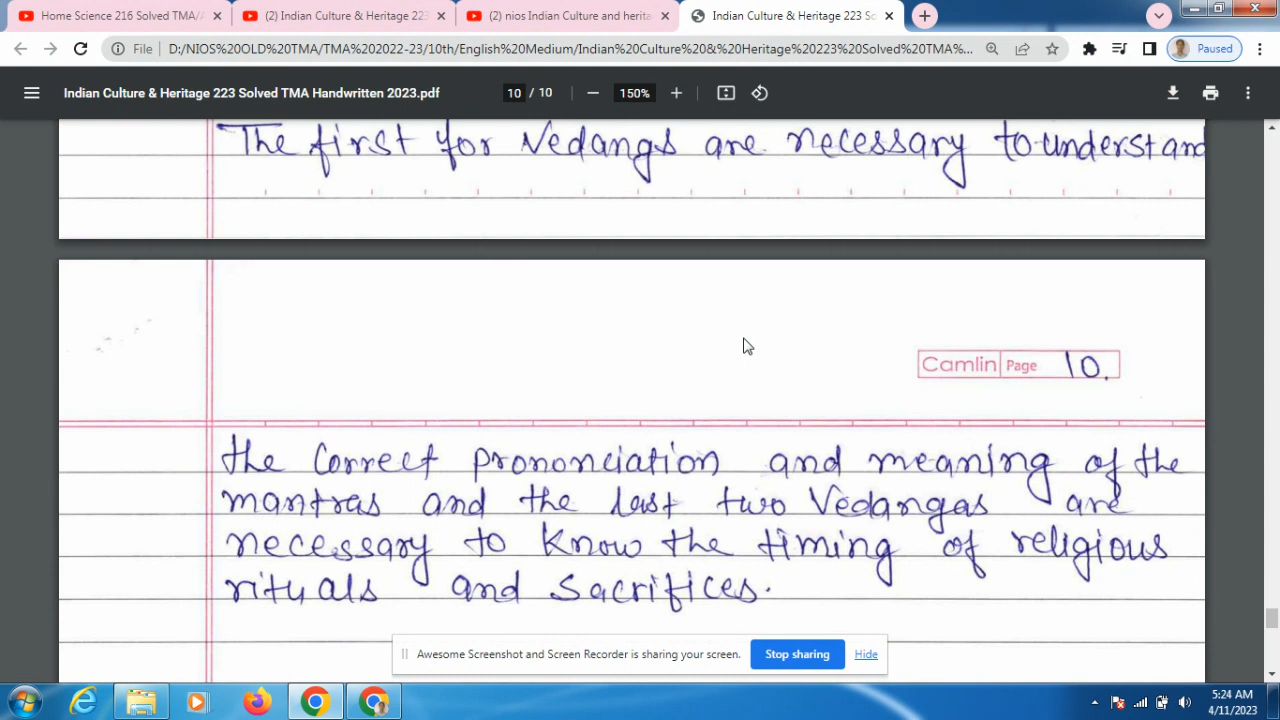 Home Science 216 Solved TMA/
(2) Indian Culture & Heritage 223
(2) Nios Indian culture and herita
Indian Culture & Heritage 223 So
File
D:/NIOS%20OLD%20TMA/TMA%202022-23/10th/English%20Medium/Indian%20Culture%20&%20Heritage%20223%20Solved%20TMA%...
Paused
Indian Culture & Heritage 223 Solved TMA Handwritten 2023.pdf
10 / 10
150%
The first for Vedangs are necessary to understand
Camlin Page 10.
the Correct prononciation and meaning of the
mantras and the last two Vedangas are
necessary to know the timing of religious
rituals and Sacrifices.
Awesome Screenshot and Screen Recorder is sharing your screen.
Stop sharing
Hide
5:24 AM
4/11/2023